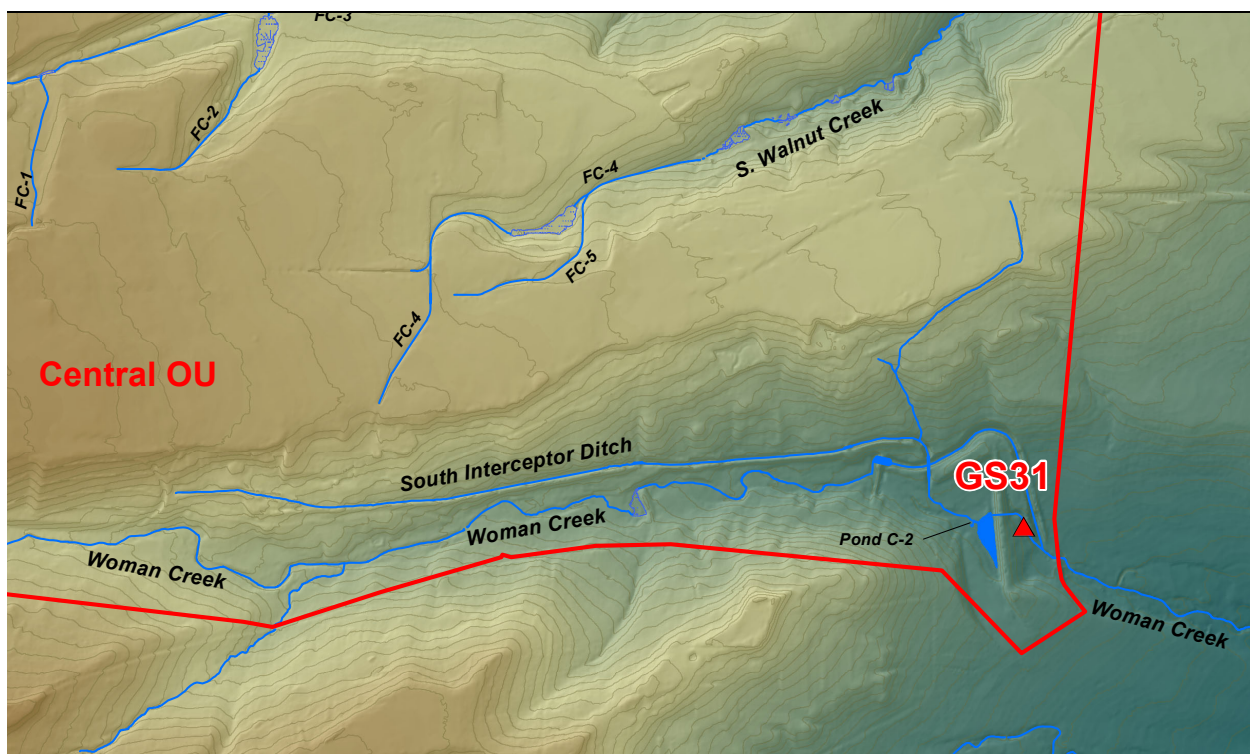 FC-3
FC-2
FC-1
S. Walnut Creek
FC-4
FC-5
FC-4
Central OU
South Interceptor Ditch
GS31
Woman Creek
Pond C-2
Woman Creek
Woman Creek